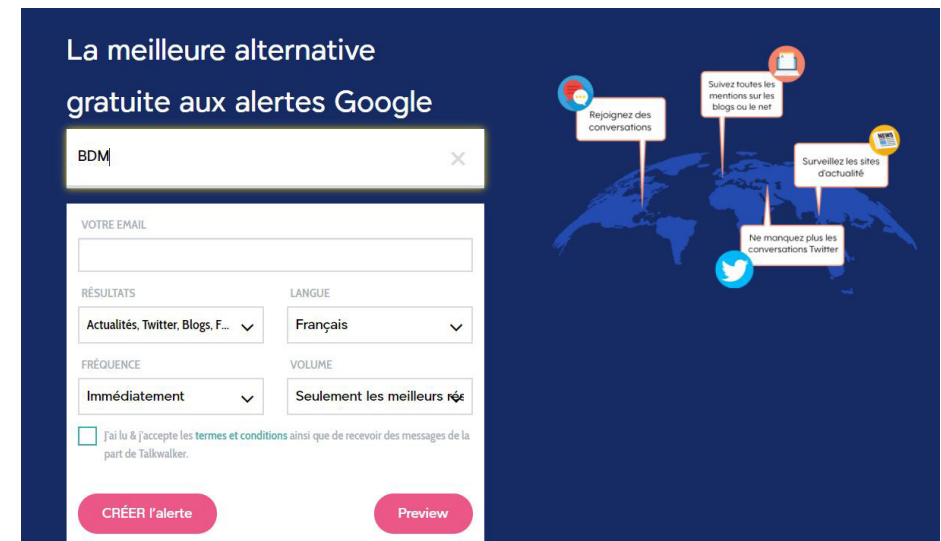 La meilleure alternative
gratuite aux alertes Google
BDM
VOTRE EMAIL
RÉSULTATS
LANGUE
Actualités, Twitter, Blogs, F...
Français
FRÉQUENCE
VOLUME
Immédiatement
Seulement les meilleurs
J'ai lu & j'accepte les termes et conditions ainsi que de recevoir des messages de la
part de Talkwalker.
CRÉER l'alerte
Preview
Rejoignez des
conversations
Suivez toutes les
mentions sur les
blogs ou le net
NEWS
Surveillez les sites
d'actualité
Ne manquez plus les
conversations Twitter